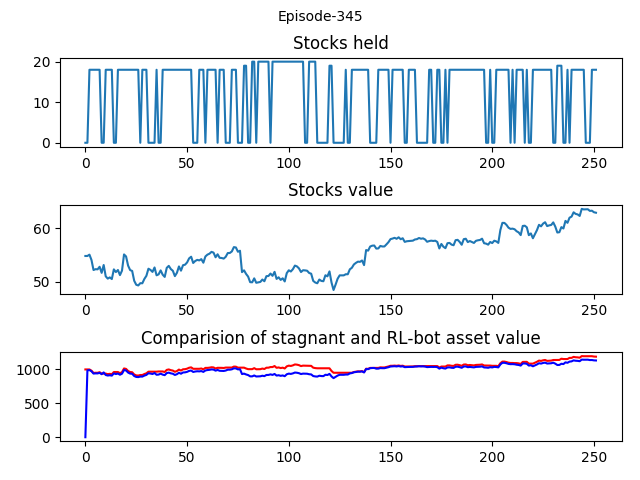 Episode-345
Stocks held
20
10
0
0 50 100 150 200 250
Stocks value
60
50
0 50 100 150 200 250
Comparision of stagnant and RL-bot asset value
1000
500
0
0 50 100 150 200 250